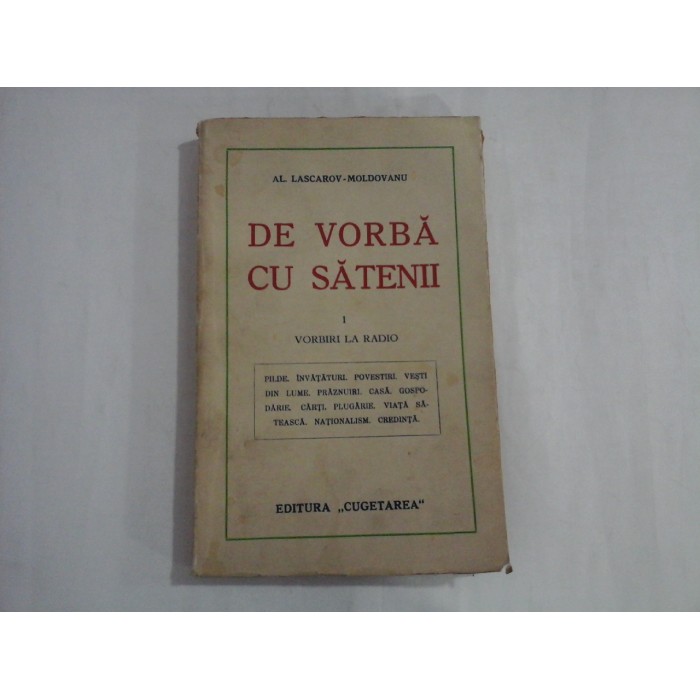 AL. LASCAROV-MOLDOVANU
DE VORBĂ
CU SĂTENII
I
VORBIRI LA RADIO
PILDE. ÎNVĂȚĂTURI. POVESTIRI. VEȘTI
DIN LUME. PRĂZNUIRI. CASĂ. GOSPO-
DĂRIE. CĂRȚI. PLUGĂRIE. VIAȚĂ SĂ-
TEASCĂ. NAȚIONALISM. CREDINȚĂ.
EDITURA „CUGETAREA"